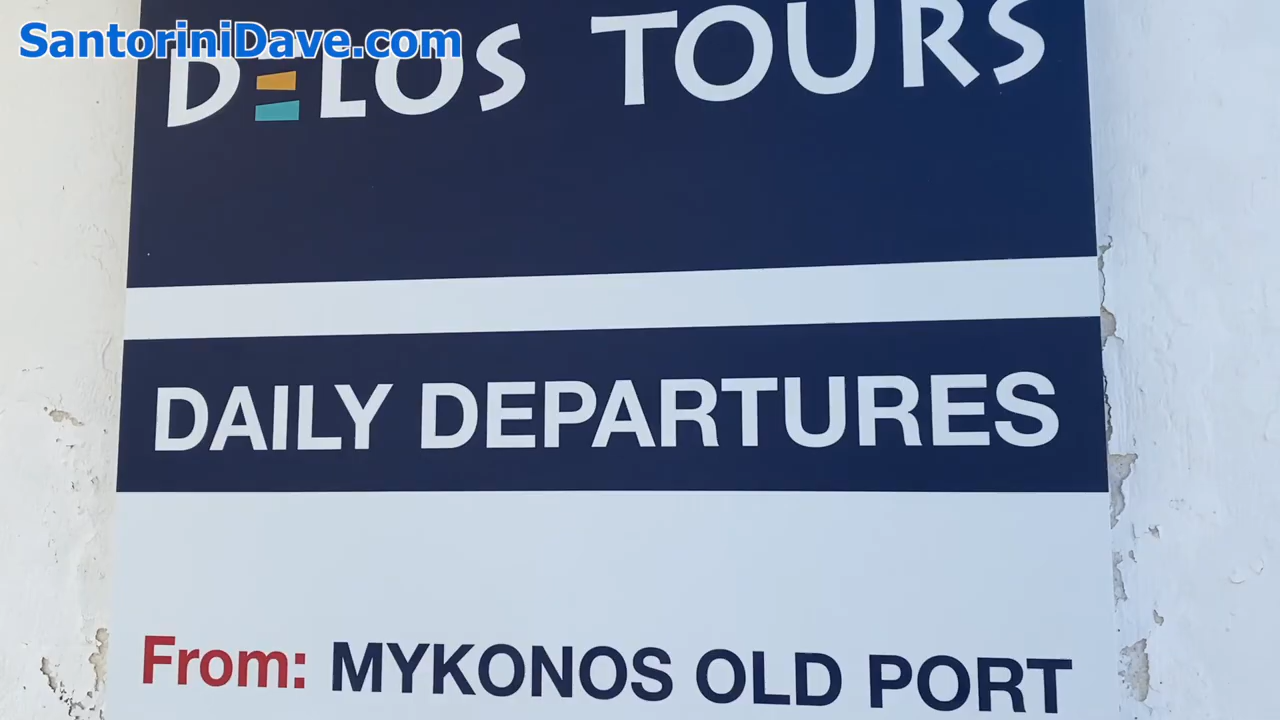 SantoriniDave.com
DELOS TOURS
DAILY DEPARTURES
From: MYKONOS OLD PORT